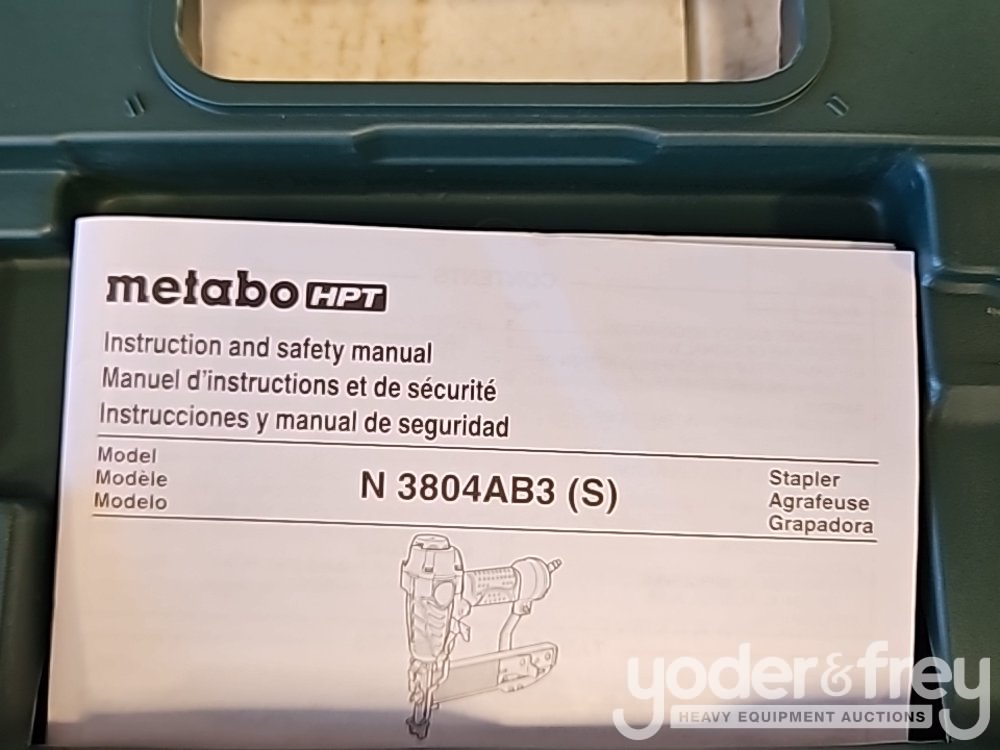 metabo HPT
Instruction and safety manual
Manuel d'instructions et de sécurité
Instrucciones y manual de seguridad
Model
Modèle
Modelo
N 3804AB3 (S)
Stapler
Agrafeuse
Grapadora
yoder&frey
HEAVY EQUIPMENT AUCTIONS